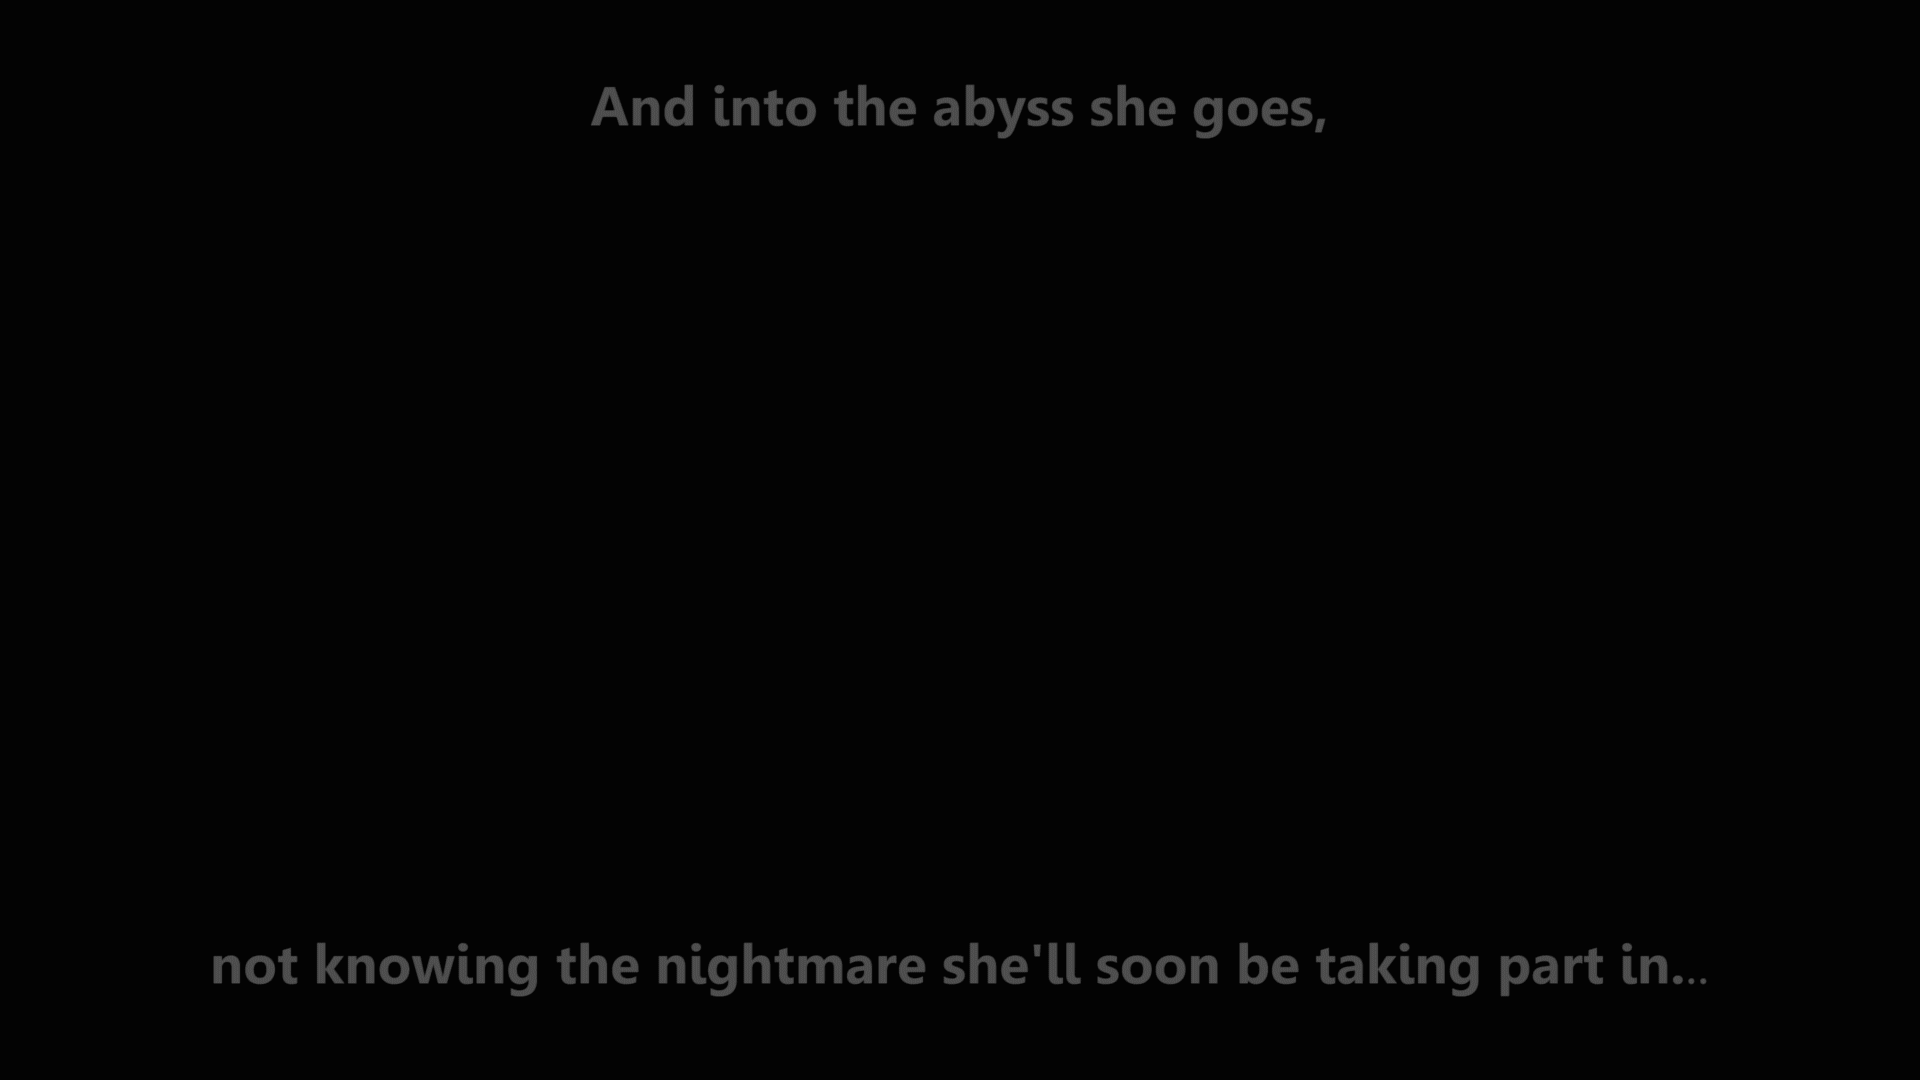 And into the abyss she goes,
not knowing the nightmare she'll soon be taking part in...